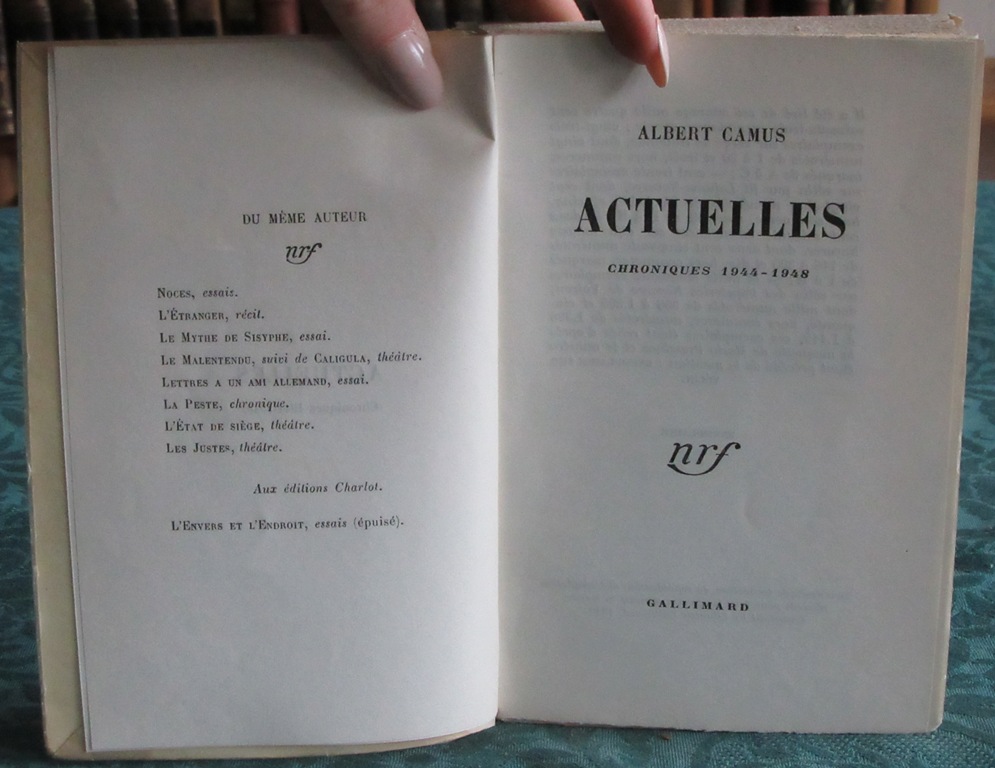 DU MÊME AUTEUR
nrf
NOCES, essais.
L'ÉTRANGER, récit.
LE MYTHE DE SISYPHE, essai.
LE MALENTENDU, suivi de CALIGULA, théâtre.
LETTRES A UN AMI ALLEMAND, essai.
LA PESTE, chronique.
L'ÉTAT DE SIÈGE, théâtre.
LES JUSTES, théâtre.
Aux éditions Charlot.
L'ENVERS ET L'ENDROIT, essais (épuisé).
ALBERT CAMUS
ACTUELLES
CHRONIQUES 1944-1948
nrf
GALLIMARD